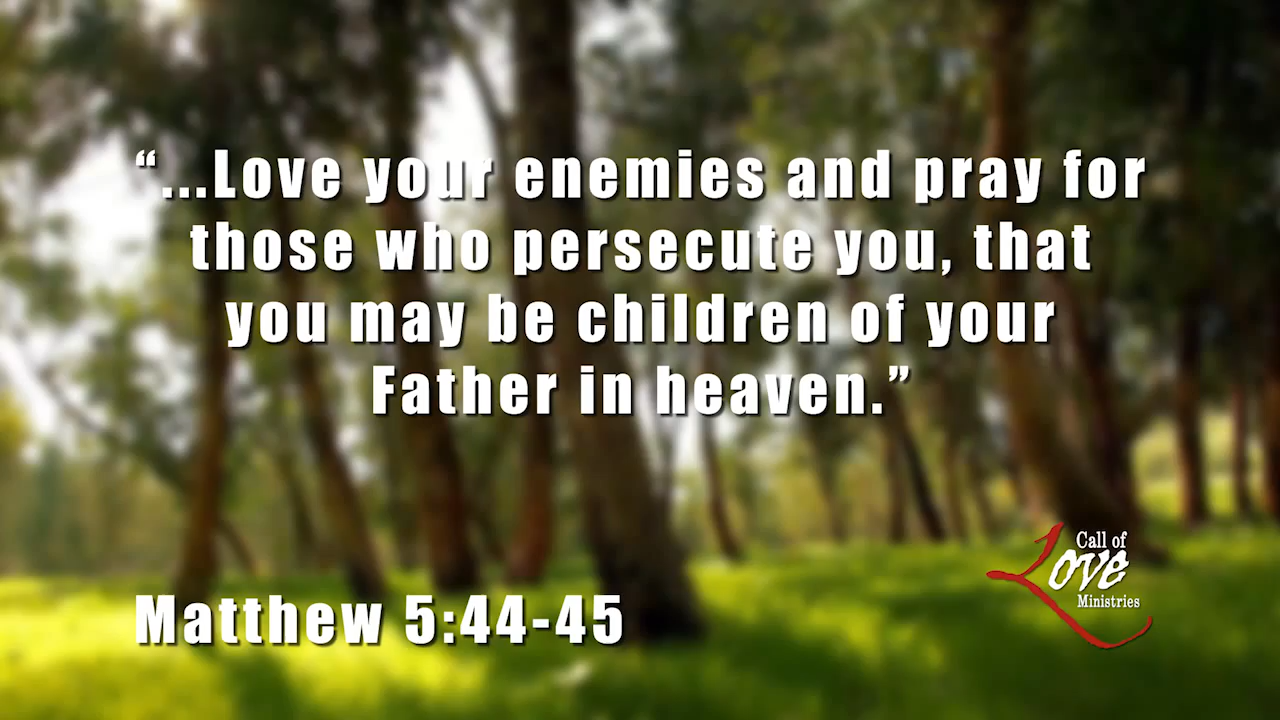 “...Love your enemies and pray for
those who persecute you, that
you may be children of your
Father in heaven.”
Matthew 5:44-45
Call of
Love
Ministries